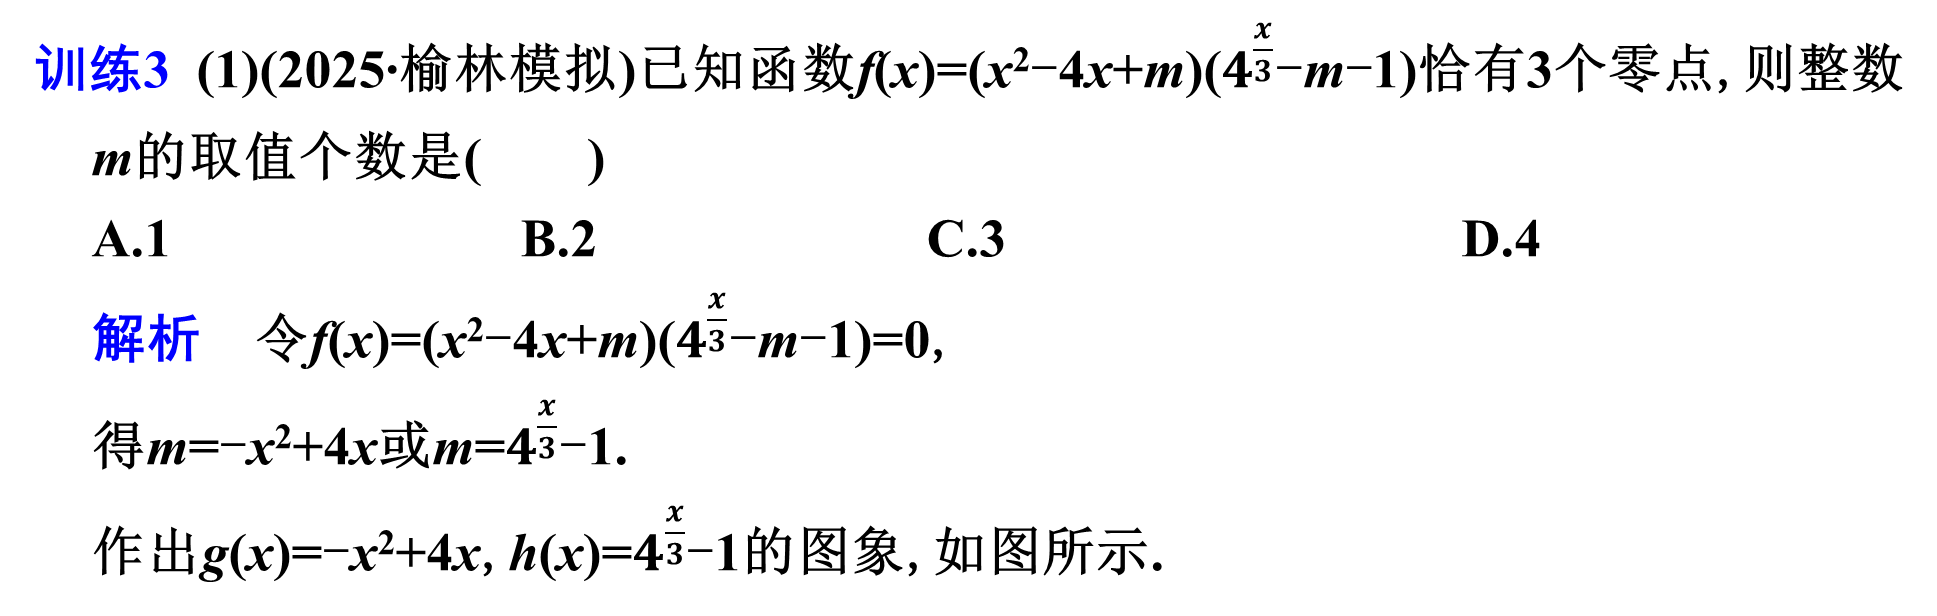 训练3 (1)(2025·榆林模拟)已知函数f(x)=(x²−4x+m)(4^{x/3}−m−1)恰有3个零点,则整数
m的取值个数是(  )
A.1 B.2 C.3 D.4
解析 令f(x)=(x²−4x+m)(4^{x/3}−m−1)=0,
得m=−x²+4x或m=4^{x/3}−1.
作出g(x)=−x²+4x, h(x)=4^{x/3}−1的图象,如图所示.